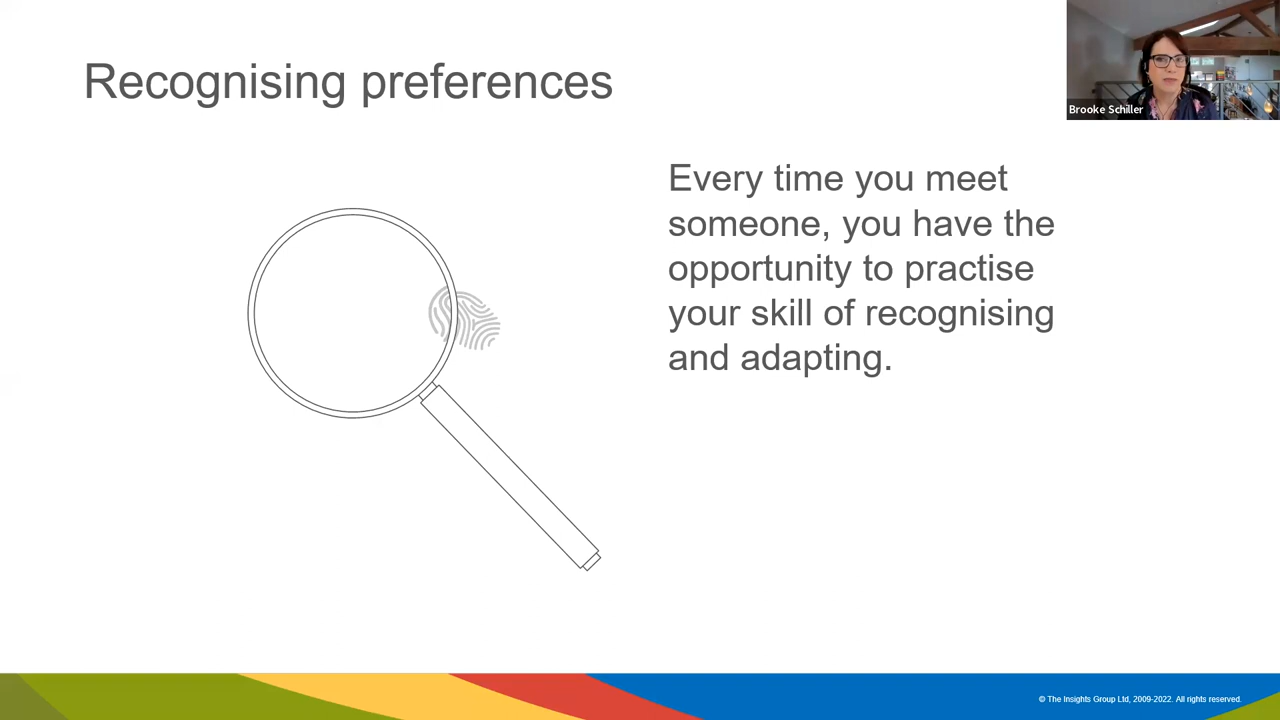 Recognising preferences
Brooke Schiller
Every time you meet
someone, you have the
opportunity to practise
your skill of recognising
and adapting.
© The Insights Group Ltd, 2009-2022. All rights reserved.